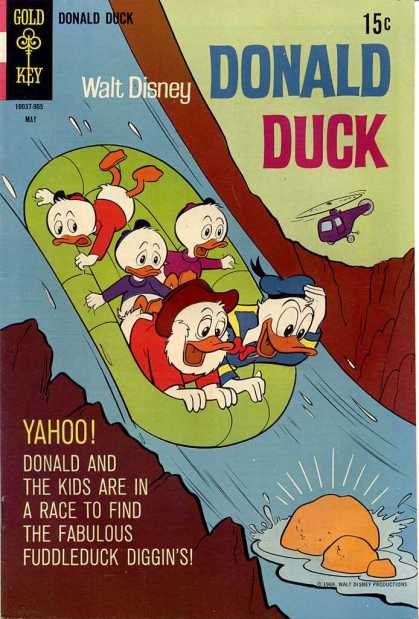 GOLD
KEY
DONALD DUCK
15¢
10037-905
MAY
Walt Disney
DONALD
DUCK
YAHOO!
DONALD AND
THE KIDS ARE IN
A RACE TO FIND
THE FABULOUS
FUDDLEDUCK DIGGIN'S!
© 1969, WALT DISNEY PRODUCTIONS